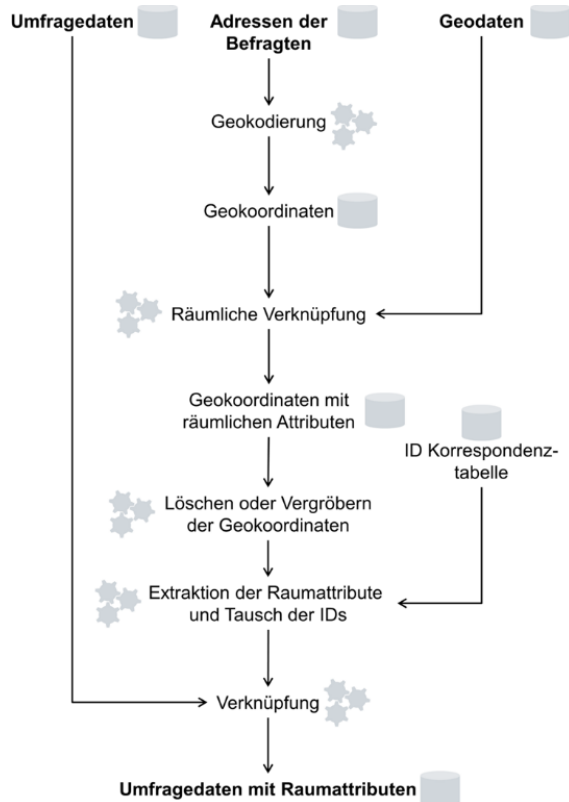 Umfragedaten
Adressen der
Befragten
Geodaten
Geokodierung
Geokoordinaten
Räumliche Verknüpfung
Geokoordinaten mit
räumlichen Attributen
ID Korrespondenz-
tabelle
Löschen oder Vergröbern
der Geokoordinaten
Extraktion der Raumattribute
und Tausch der IDs
Verknüpfung
Umfragedaten mit Raumattributen